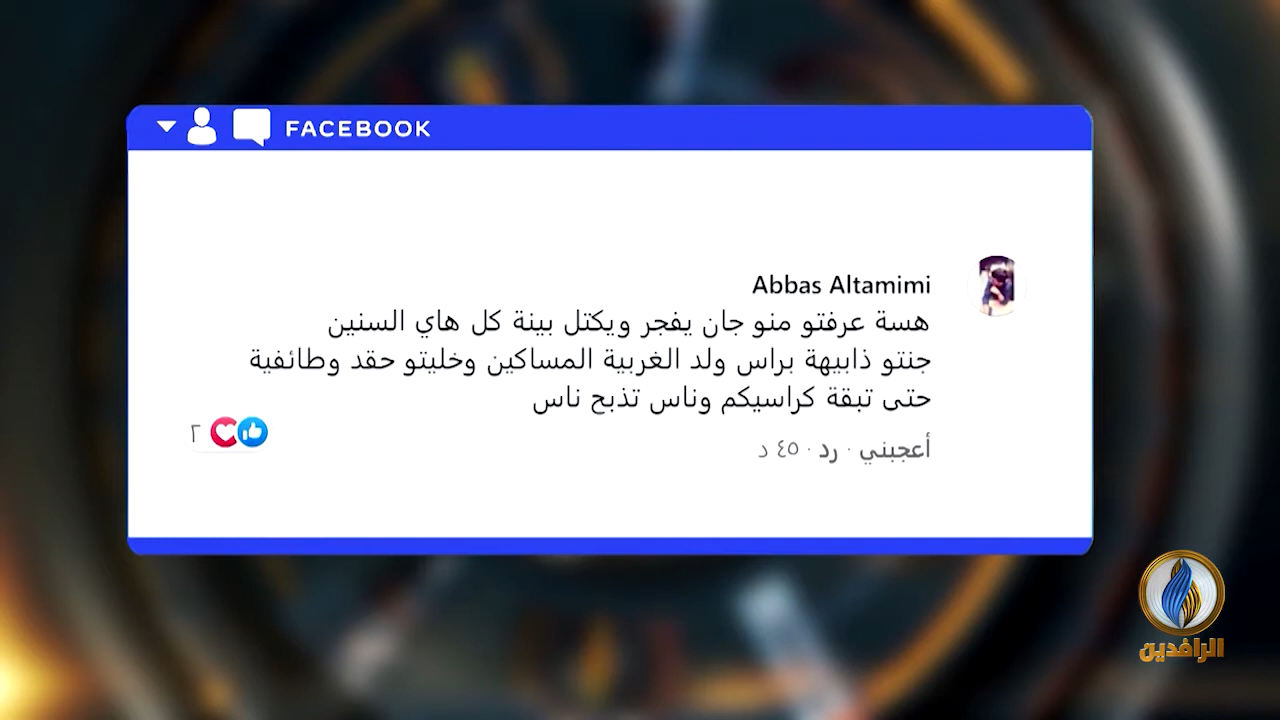 FACEBOOK
Abbas Altamimi
هسة عرفتو منو جان يفجر ويكتل بينة كل هاي السنين
جنتو ذابيهة براس ولد الغربية المساكين وخليتو حقد وطائفية
حتى تبقة كراسيكم وناس تذبح ناس
أعجبني · رد · ٤٥ د
٢
الرافدين